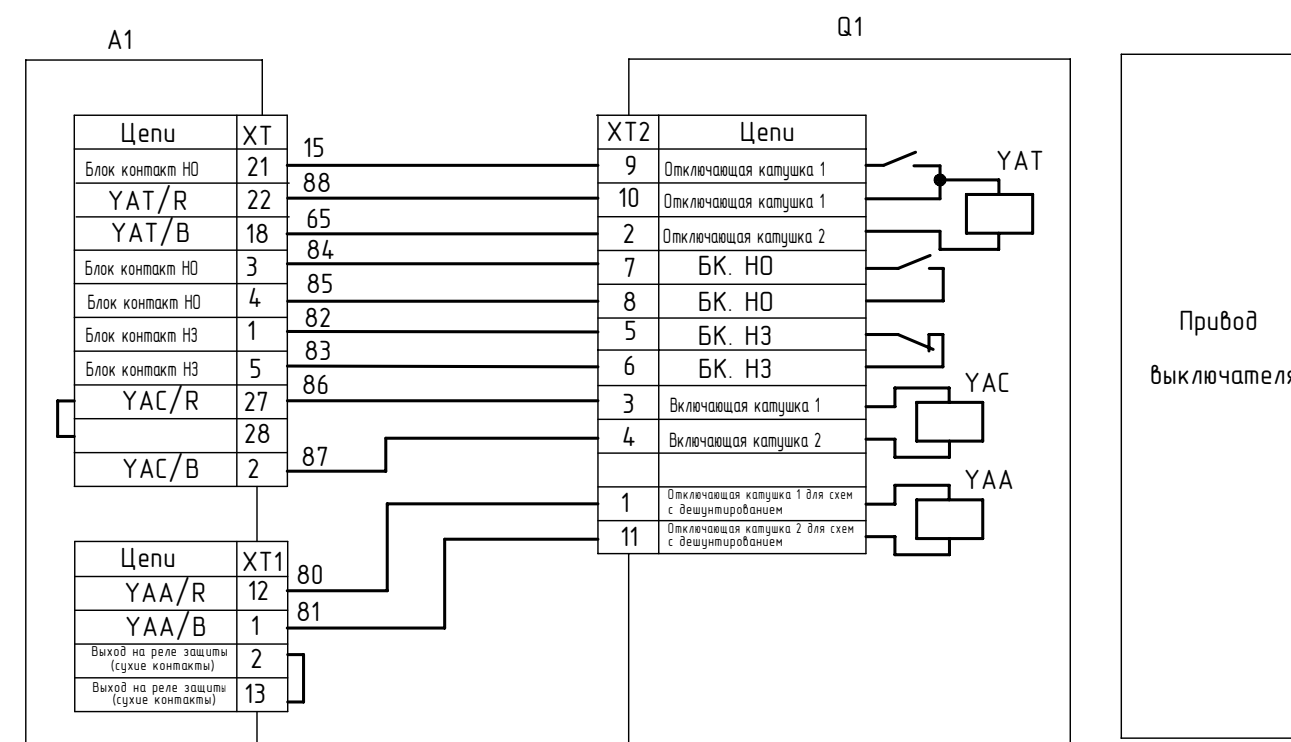 A1
Q1
Цепи XT
Блок контакт НО 21
15
YAT/R 22
88
YAT/B 18
65
Блок контакт НО 3
84
Блок контакт НО 4
85
Блок контакт НЗ 1
82
Блок контакт НЗ 5
83
YAC/R 27
86
28
YAC/B 2
87
Цепи XT1
YAA/R 12
80
YAA/B 1
81
Выход на реле защиты
(сухие контакты)
2
Выход на реле защиты
(сухие контакты)
13
XT2 Цепи
9 Отключающая катушка 1
10 Отключающая катушка 1
2 Отключающая катушка 2
7 БК. НО
8 БК. НО
5 БК. НЗ
6 БК. НЗ
3 Включающая катушка 1
4 Включающая катушка 2
1
Отключающая катушка 1 для схем
с дешунтированием
11
Отключающая катушка 2 для схем
с дешунтированием
YAT
YAC
YAA
Привод
выключателя